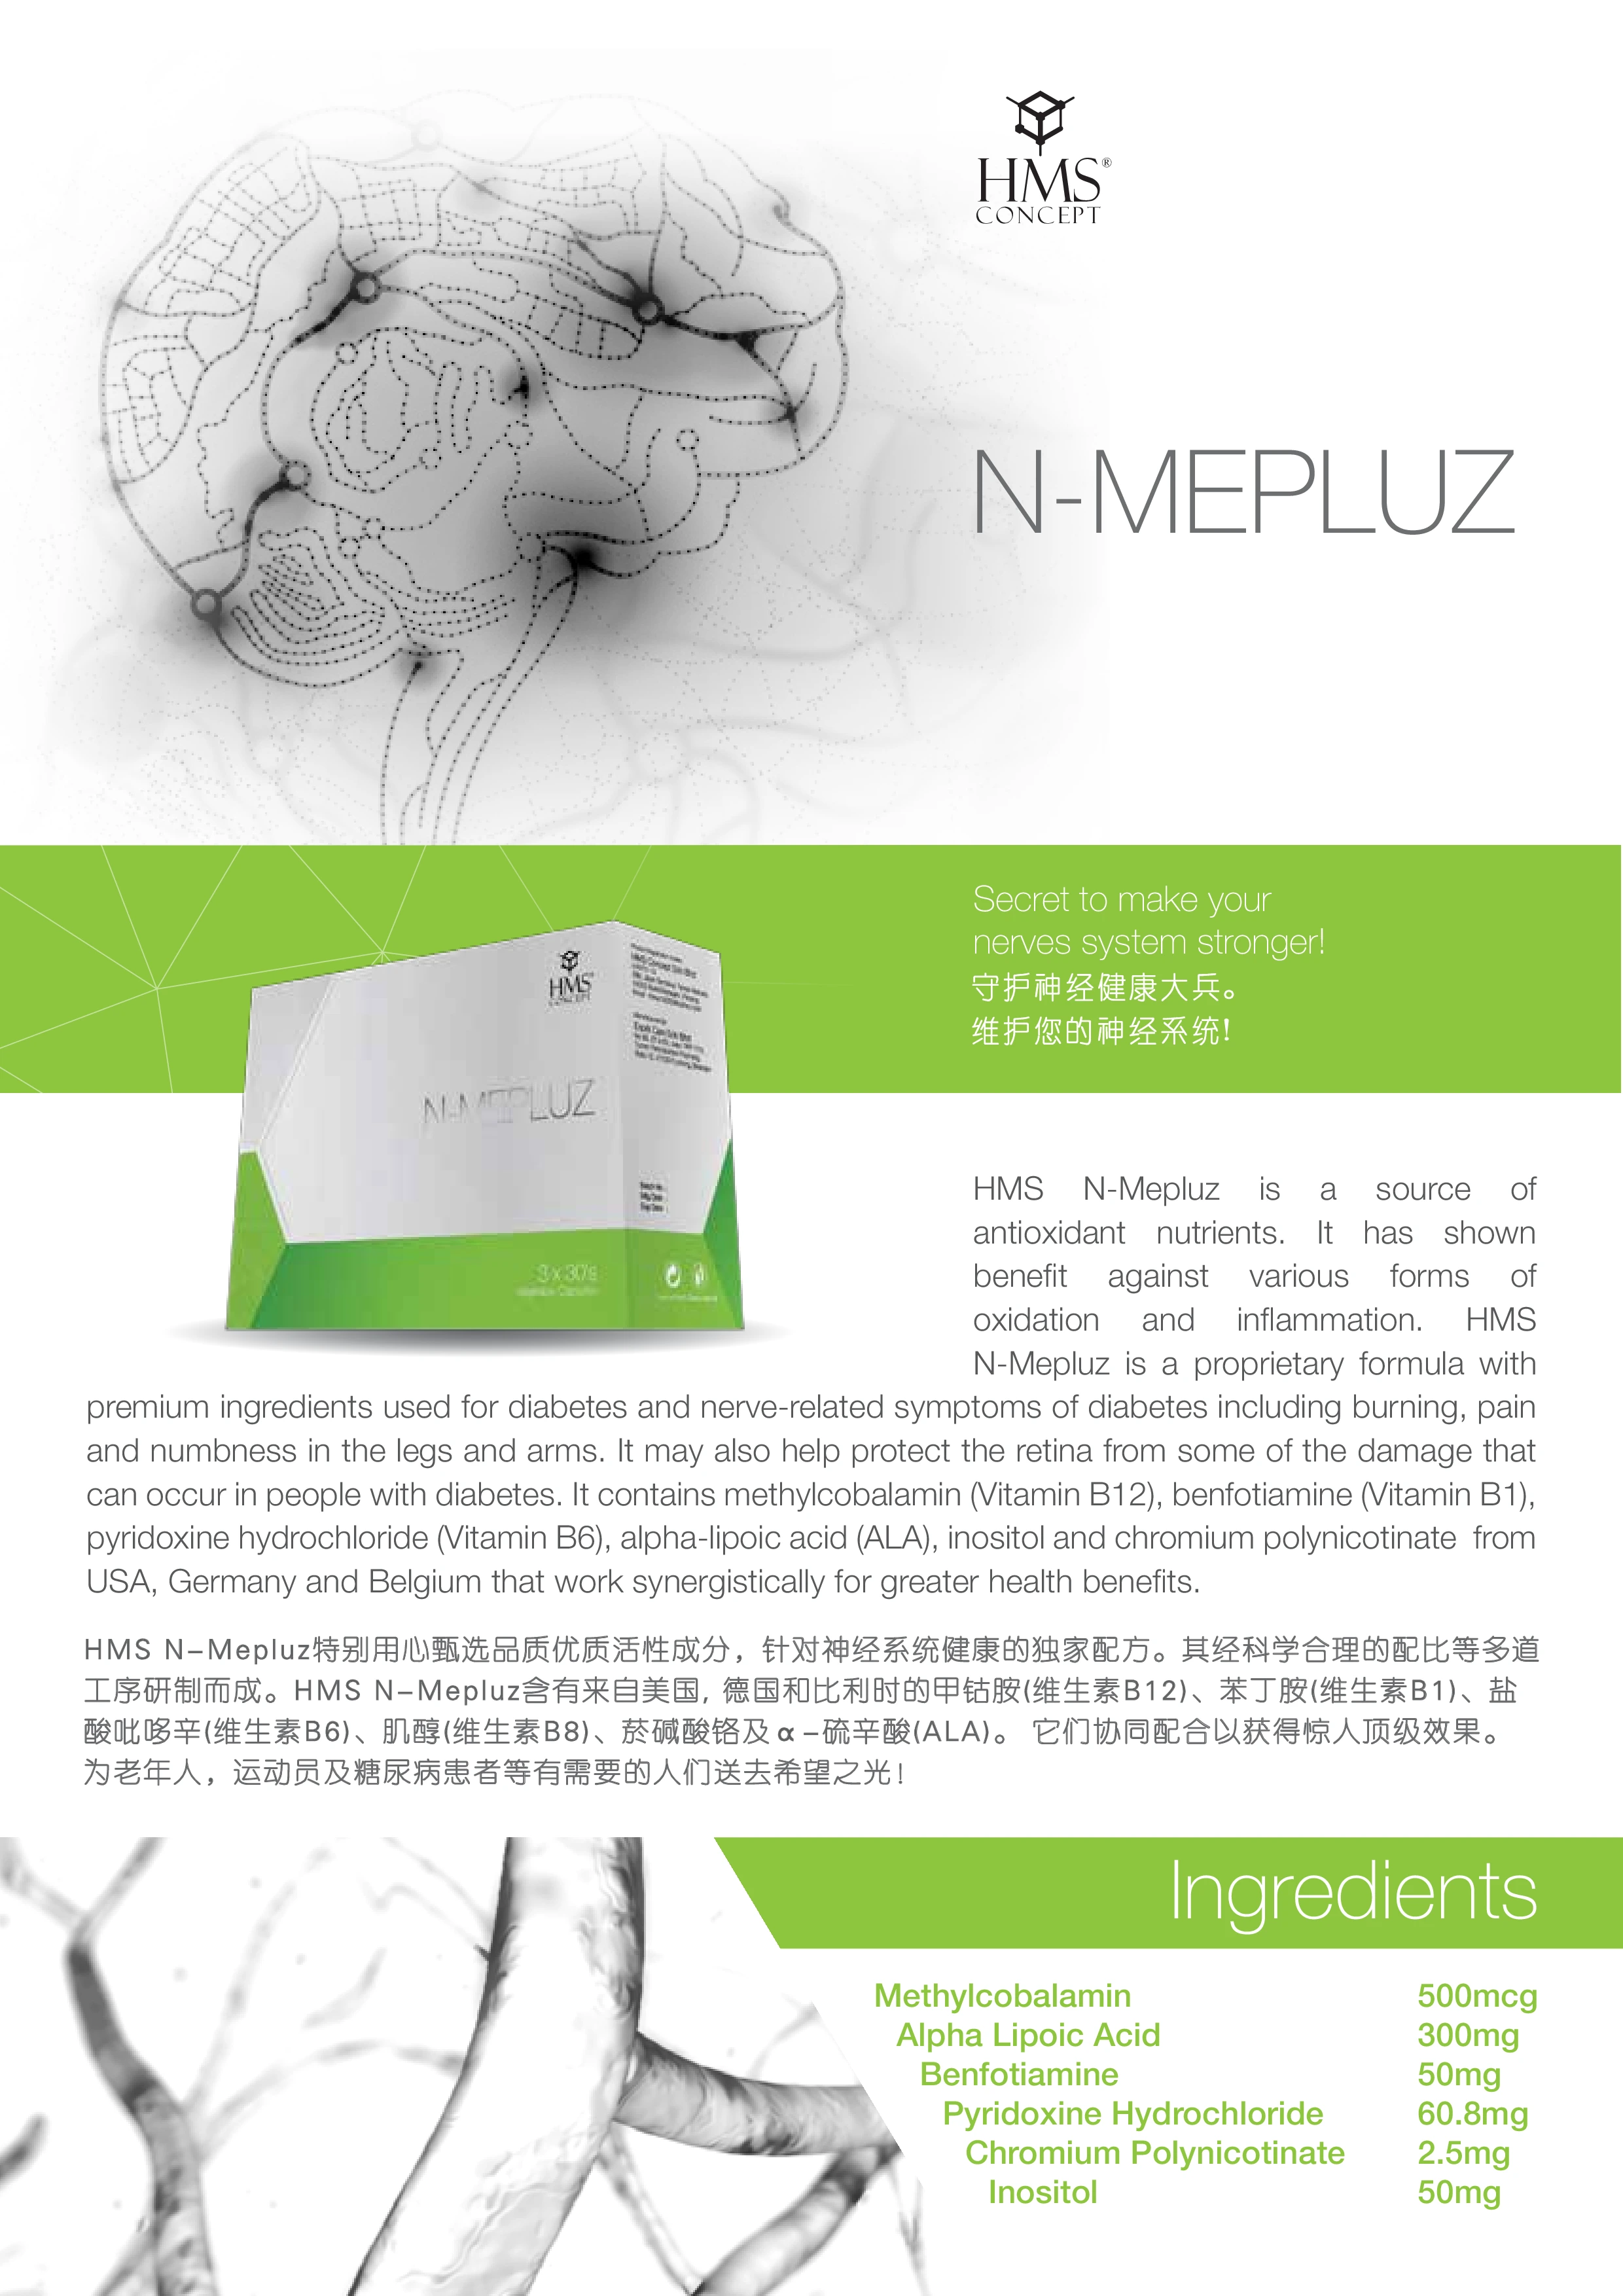 HMS®
CONCEPT
N-MEPLUZ
Secret to make your
nerves system stronger!
守护神经健康大兵。
维护您的神经系统!
HMS
CONCEPT
N-MEPLUZ
3 x 30's
HMS N-Mepluz is a source of
antioxidant nutrients. It has shown
benefit against various forms of
oxidation and inflammation. HMS
N-Mepluz is a proprietary formula with
premium ingredients used for diabetes and nerve-related symptoms of diabetes including burning, pain
and numbness in the legs and arms. It may also help protect the retina from some of the damage that
can occur in people with diabetes. It contains methylcobalamin (Vitamin B12), benfotiamine (Vitamin B1),
pyridoxine hydrochloride (Vitamin B6), alpha-lipoic acid (ALA), inositol and chromium polynicotinate from
USA, Germany and Belgium that work synergistically for greater health benefits.
HMS N-Mepluz特别用心甄选品质优质活性成分，针对神经系统健康的独家配方。其经科学合理的配比等多道
工序研制而成。HMS N-Mepluz含有来自美国, 德国和比利时的甲钴胺(维生素B12)、苯丁胺(维生素B1)、盐
酸吡哆辛(维生素B6)、肌醇(维生素B8)、菸碱酸铬及α-硫辛酸(ALA)。 它们协同配合以获得惊人顶级效果。
为老年人，运动员及糖尿病患者等有需要的人们送去希望之光!
Ingredients
Methylcobalamin 500mcg
Alpha Lipoic Acid 300mg
Benfotiamine 50mg
Pyridoxine Hydrochloride 60.8mg
Chromium Polynicotinate 2.5mg
Inositol 50mg